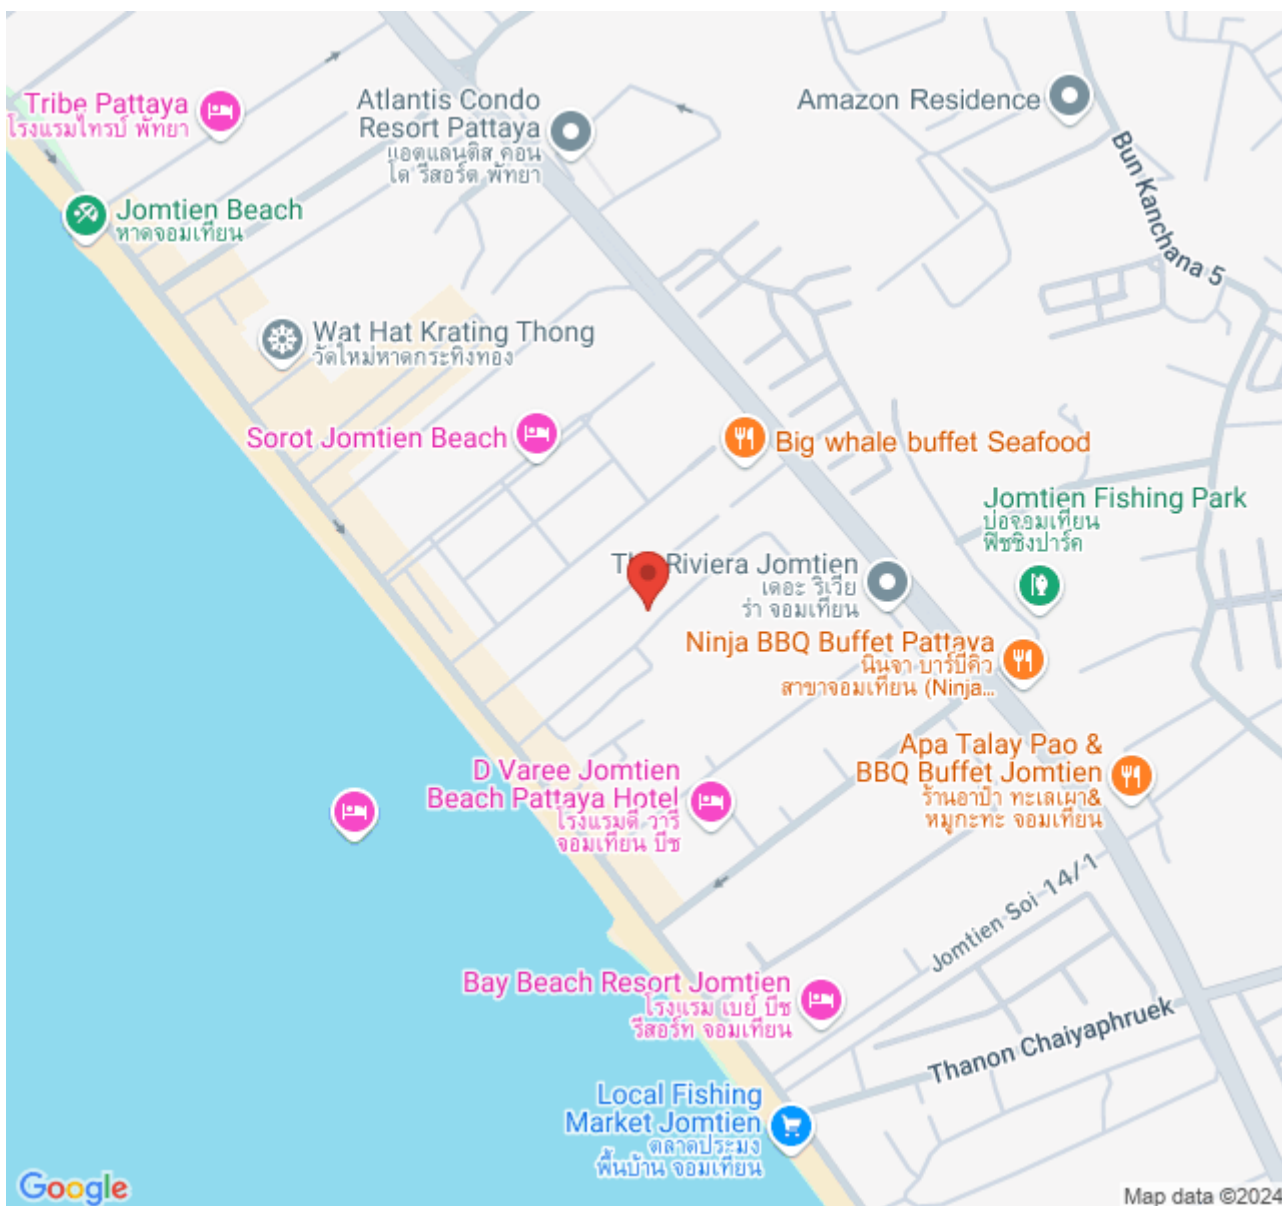 Tribe Pattaya
โรงแรมไทรบ์ พัทยา
Atlantis Condo
Resort Pattaya
แอตแลนติส คอน
โด รีสอร์ต พัทยา
Amazon Residence
Bun Kanchana 5
Jomtien Beach
หาดจอมเทียน
Wat Hat Krating Thong
วัดใหม่หาดกระทิงทอง
Sorot Jomtien Beach
Big whale buffet Seafood
Jomtien Fishing Park
บ่อจอมเทียน
ฟิชชิ่งปาร์ค
Riviera Jomtien
เดอะ ริเวีย
ร่า จอมเทียน
Ninja BBQ Buffet Pattaya
นินจา บาร์บีคิว
สาขาจอมเทียน (Ninja...
Apa Talay Pao &
BBQ Buffet Jomtien
ร้านอาป๋า ทะเลเผา&
หมูกะทะ จอมเทียน
D Varee Jomtien
Beach Pattaya Hotel
โรงแรมดี วารี
จอมเทียน บีช
Jomtien Soi 14/1
Bay Beach Resort Jomtien
โรงแรม เบย์ บีช
รีสอร์ท จอมเทียน
Thanon Chaiyaphruek
Local Fishing
Market Jomtien
ตลาดประมง
พื้นบ้าน จอมเทียน
Google
Map data ©2024